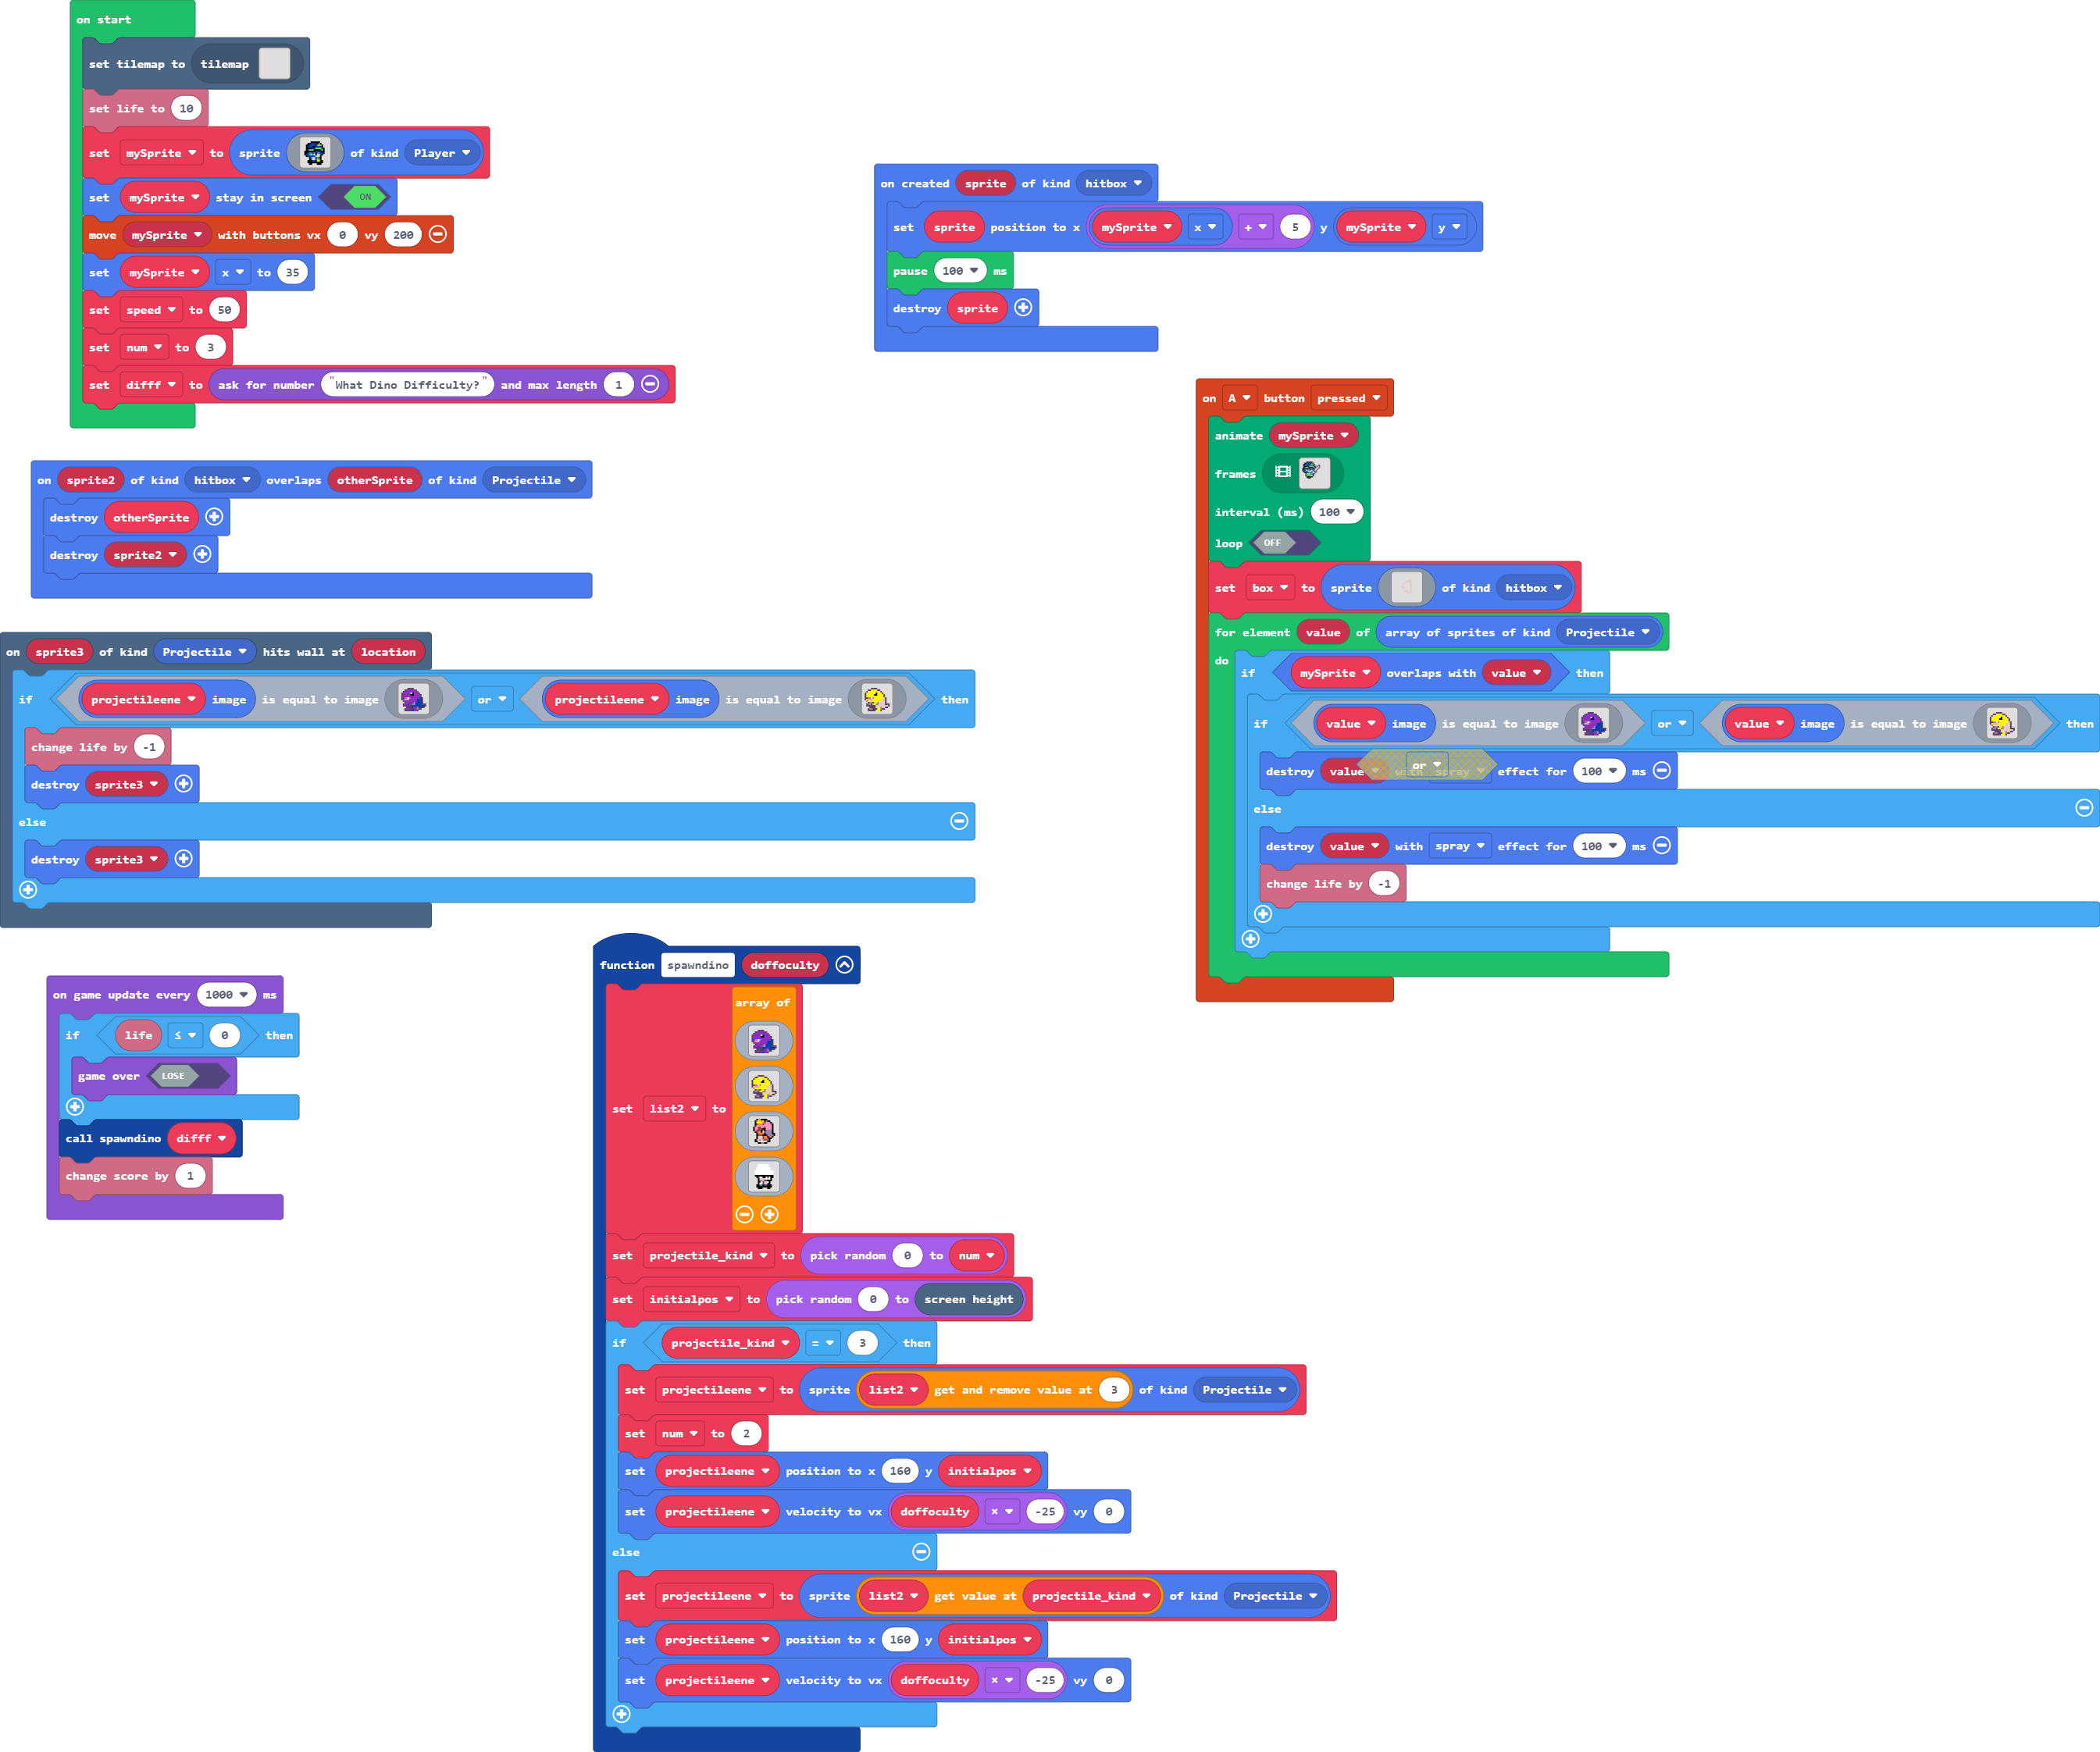 on start
set tilemap to tilemap
set life to 10
set mySprite to sprite of kind Player
set mySprite stay in screen ON
move mySprite with buttons vx 0 vy 200
set mySprite x to 35
set speed to 50
set num to 3
set difff to ask for number "What Dino Difficulty?" and max length 1
on created sprite of kind hitbox
set sprite position to x mySprite x + 5 y mySprite y
pause 100 ms
destroy sprite
on A button pressed
animate mySprite
frames
interval (ms) 100
loop OFF
set box to sprite of kind hitbox
for element value of array of sprites of kind Projectile
do
if mySprite overlaps with value then
if value image is equal to image or value image is equal to image then
destroy value with spray effect for 100 ms
or
else
destroy value with spray effect for 100 ms
change life by -1
on sprite2 of kind hitbox overlaps otherSprite of kind Projectile
destroy otherSprite
destroy sprite2
on sprite3 of kind Projectile hits wall at location
if projectileene image is equal to image or projectileene image is equal to image then
change life by -1
destroy sprite3
else
destroy sprite3
on game update every 1000 ms
if life ≤ 0 then
game over LOSE
call spawndino difff
change score by 1
function spawndino doffoculty
set list2 to array of
set projectile_kind to pick random 0 to num
set initialpos to pick random 0 to screen height
if projectile_kind = 3 then
set projectileene to sprite list2 get and remove value at 3 of kind Projectile
set num to 2
set projectileene position to x 160 y initialpos
set projectileene velocity to vx doffoculty × -25 vy 0
else
set projectileene to sprite list2 get value at projectile_kind of kind Projectile
set projectileene position to x 160 y initialpos
set projectileene velocity to vx doffoculty × -25 vy 0